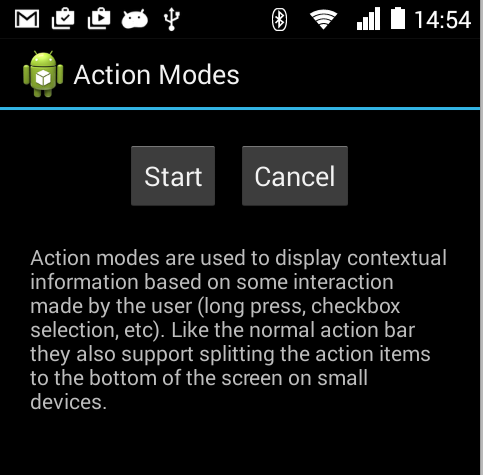 14:54
Action Modes
Start Cancel
Action modes are used to display contextual
information based on some interaction
made by the user (long press, checkbox
selection, etc). Like the normal action bar
they also support splitting the action items
to the bottom of the screen on small
devices.